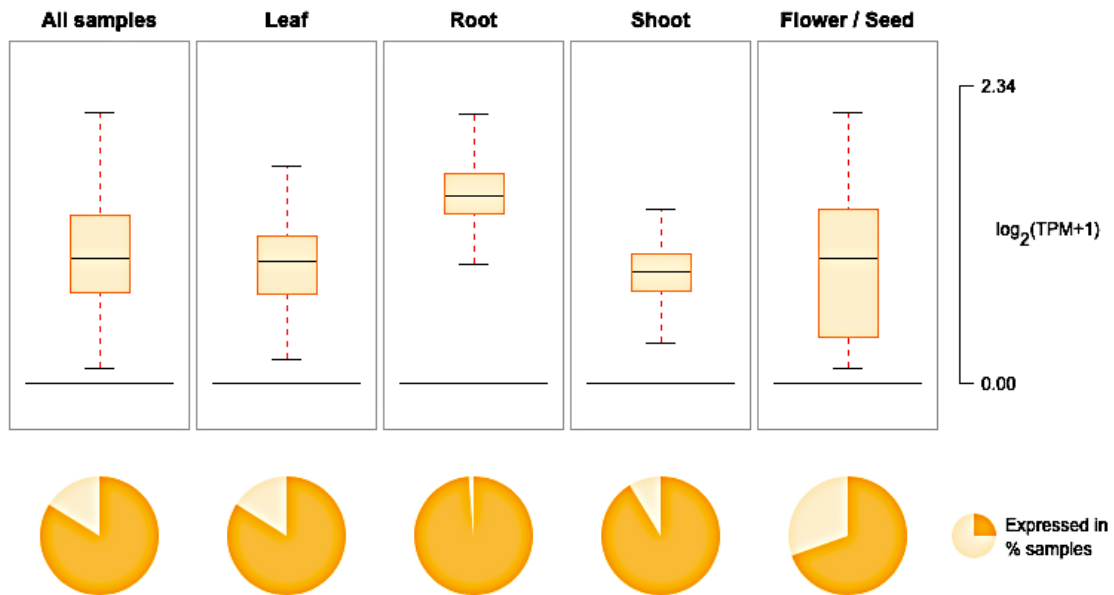 All samples
Leaf
Root
Shoot
Flower / Seed
2.34
log2(TPM+1)
0.00
Expressed in
% samples